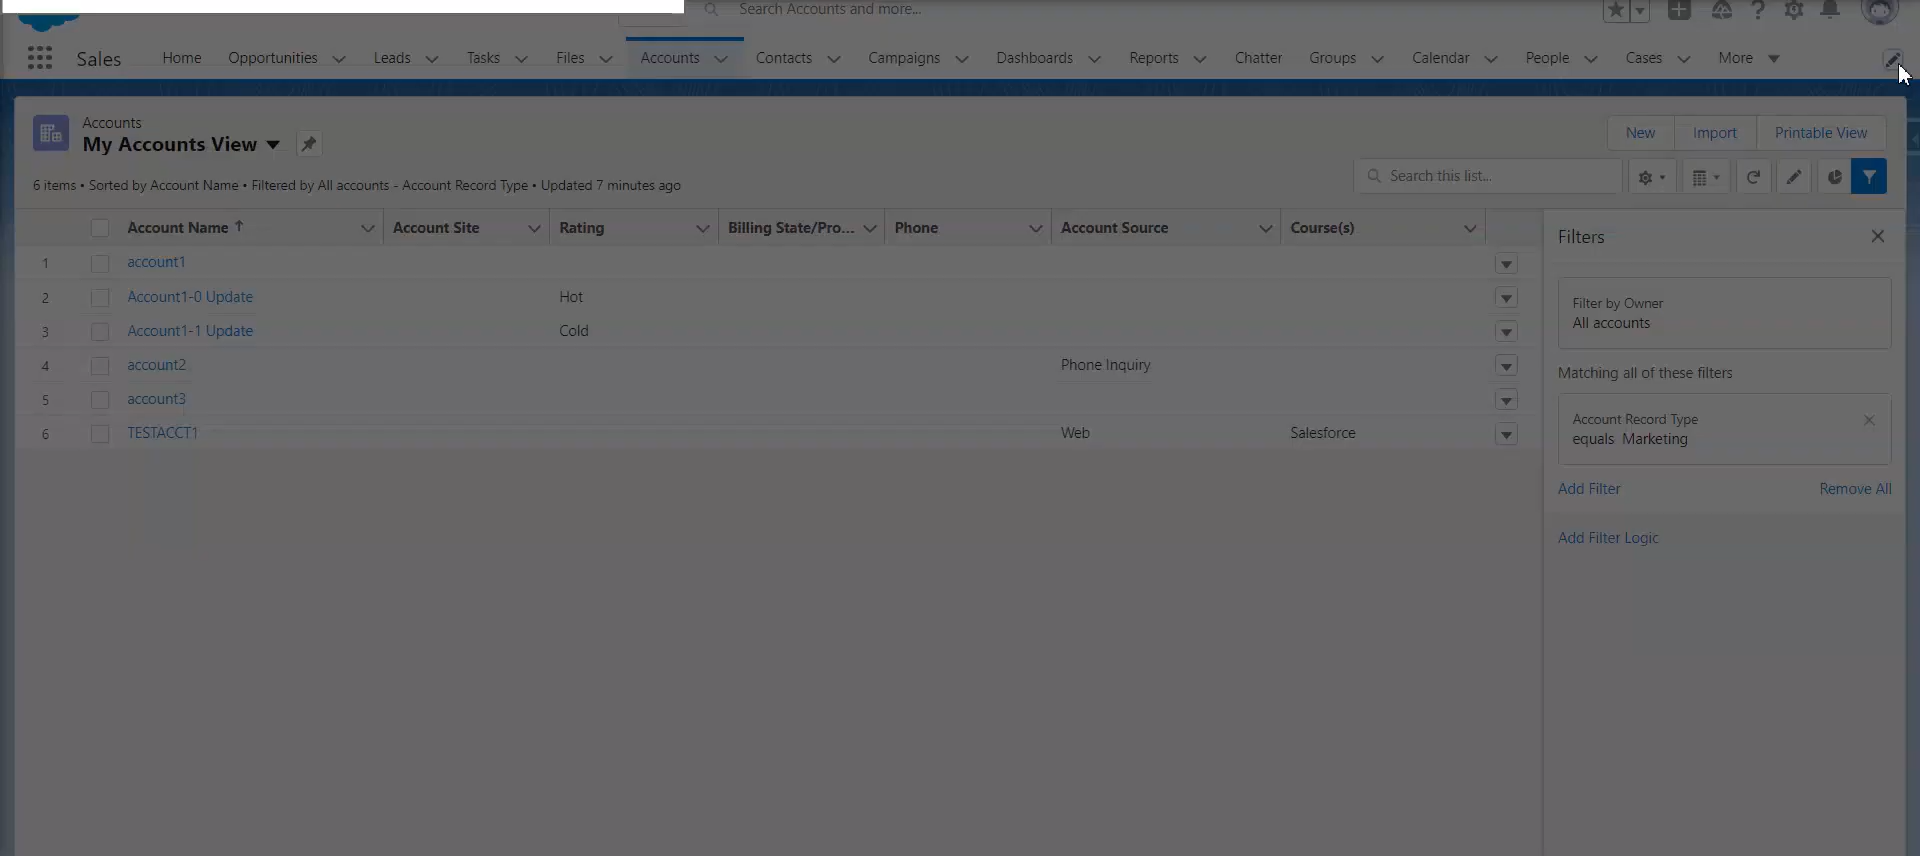 Search Accounts and more...
Sales Home Opportunities Leads Tasks Files Accounts Contacts Campaigns Dashboards Reports Chatter Groups Calendar People Cases More
Accounts
My Accounts View
New Import Printable View
6 items • Sorted by Account Name • Filtered by All accounts - Account Record Type • Updated 7 minutes ago
Search this list...
Account Name Account Site Rating Billing State/Pro... Phone Account Source Course(s)
1 account1
2 Account1-0 Update Hot
3 Account1-1 Update Cold
4 account2 Phone Inquiry
5 account3
6 TESTACCT1 Web Salesforce
Filters
Filter by Owner
All accounts
Matching all of these filters
Account Record Type
equals Marketing
Add Filter Remove All
Add Filter Logic